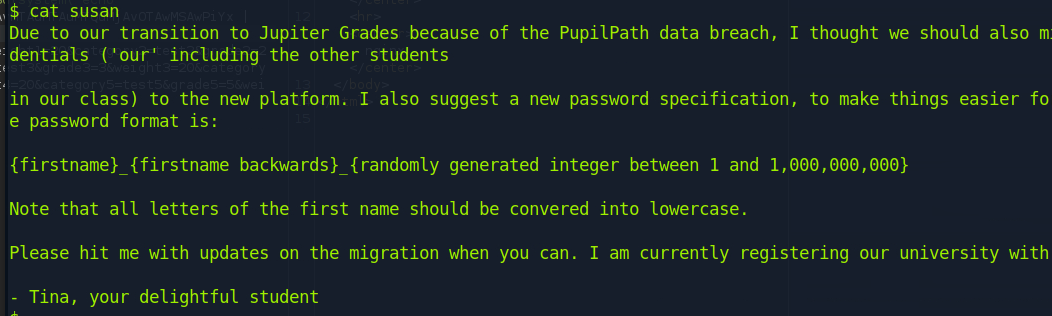 $ cat susan
Due to our transition to Jupiter Grades because of the PupilPath data breach, I thought we should also mi
dentials ('our' including the other students
in our class) to the new platform. I also suggest a new password specification, to make things easier fo
e password format is:
{firstname}_{firstname backwards}_{randomly generated integer between 1 and 1,000,000,000}
Note that all letters of the first name should be convered into lowercase.
Please hit me with updates on the migration when you can. I am currently registering our university with
- Tina, your delightful student